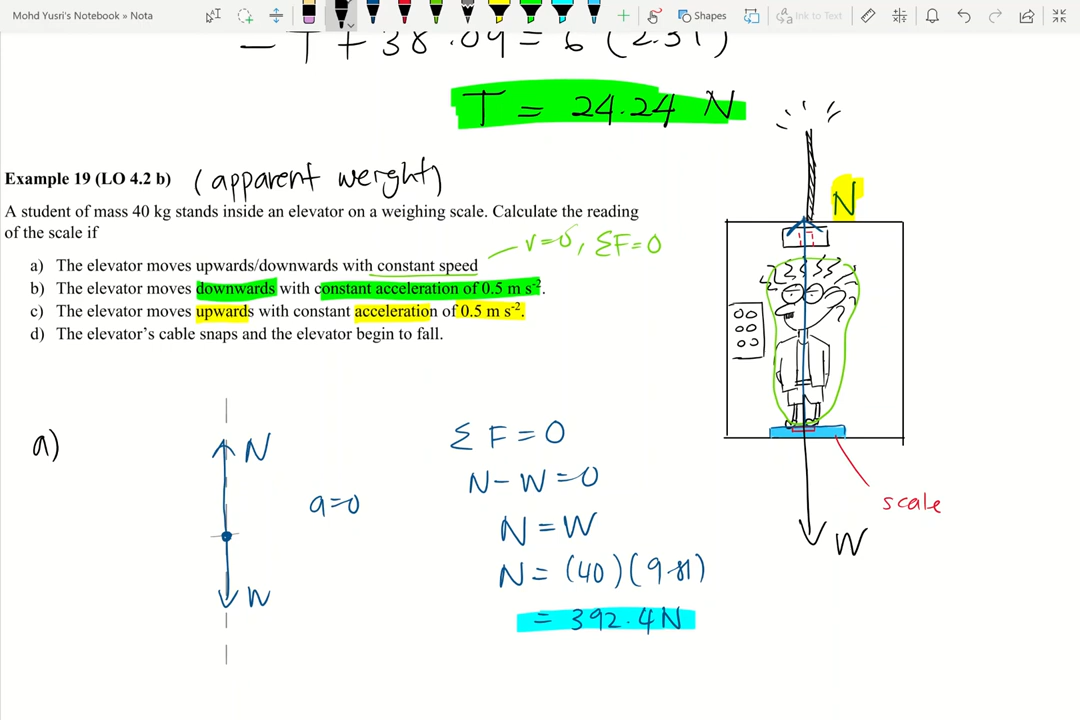 Mohd Yusri's Notebook » Nota
Shapes
Ink to Text
- T + 38.09 = 6 (2.31)
T = 24.24 N
Example 19 (LO 4.2 b) (apparent weight)
A student of mass 40 kg stands inside an elevator on a weighing scale. Calculate the reading
of the scale if
v=0, ΣF=0
a) The elevator moves upwards/downwards with constant speed
b) The elevator moves downwards with constant acceleration of 0.5 m s⁻².
c) The elevator moves upwards with constant acceleration of 0.5 m s⁻².
d) The elevator's cable snaps and the elevator begin to fall.
N
scale
W
a)
N
a=0
W
ΣF=0
N-W=0
N=W
N=(40)(9.81)
= 392.4N